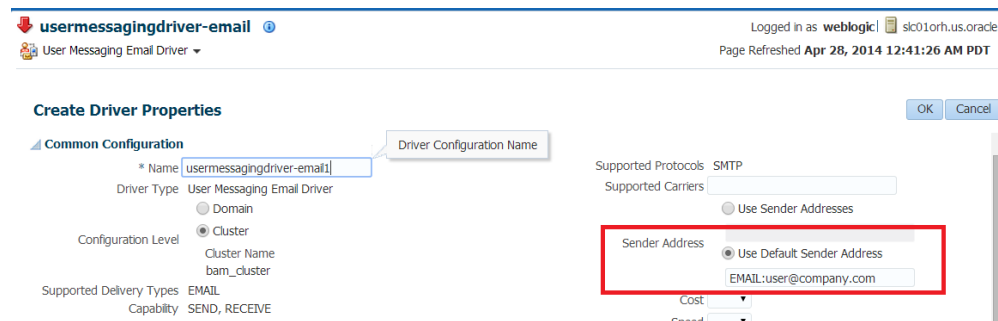 usermessagingdriver-email
Logged in as weblogic| slc01orh.us.oracle
User Messaging Email Driver
Page Refreshed Apr 28, 2014 12:41:26 AM PDT
Create Driver Properties
OK Cancel
Common Configuration
Driver Configuration Name
* Name usermessagingdriver-email1
Driver Type User Messaging Email Driver
Configuration Level
Domain
Cluster
Cluster Name
bam_cluster
Supported Delivery Types EMAIL
Capability SEND, RECEIVE
Supported Protocols SMTP
Supported Carriers
Use Sender Addresses
Sender Address
Use Default Sender Address
EMAIL:user@company.com
Cost